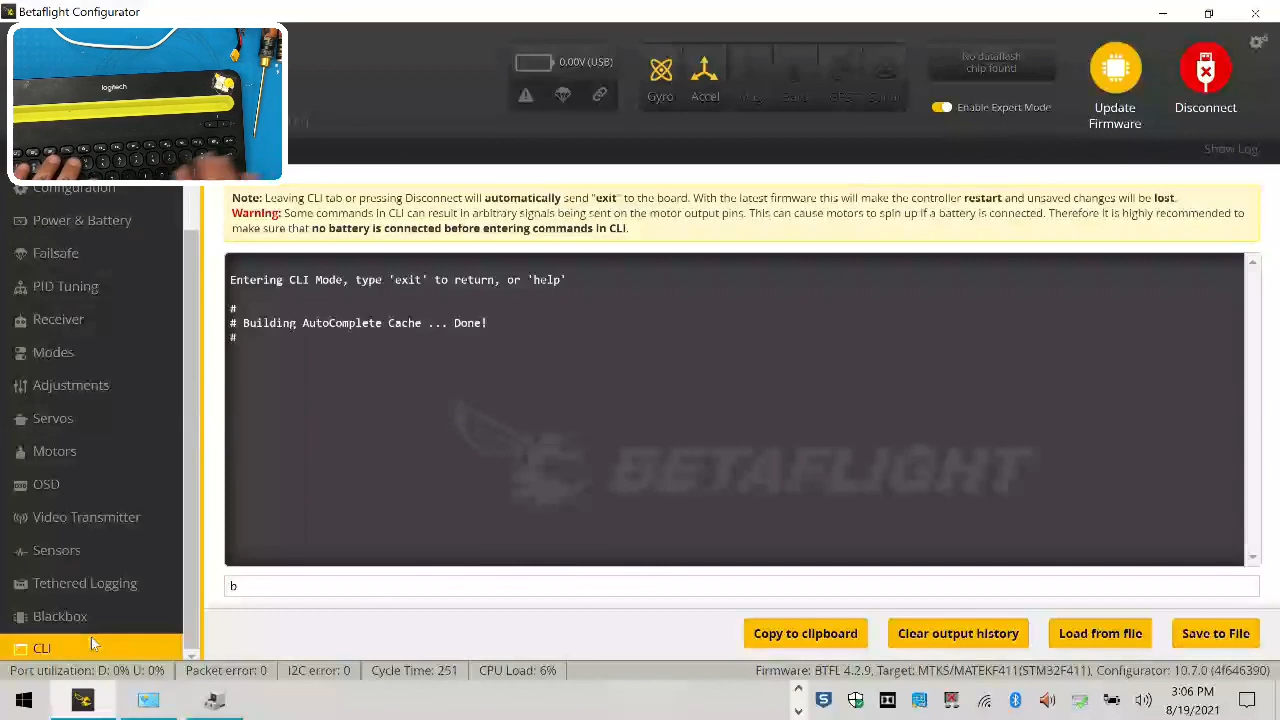 Betaflight Configurator
logitech
0.00V (USB)
Gyro
Accel
No dataflash
chip found
Enable Expert Mode
Update
Firmware
Disconnect
Show Log
Configuration
Power & Battery
Failsafe
PID Tuning
Receiver
Modes
Adjustments
Servos
Motors
OSD
Video Transmitter
Sensors
Tethered Logging
Blackbox
CLI
Note: Leaving CLI tab or pressing Disconnect will automatically send "exit" to the board. With the latest firmware this will make the controller restart and unsaved changes will be lost.
Warning: Some commands in CLI can result in arbitrary signals being sent on the motor output pins. This can cause motors to spin up if a battery is connected. Therefore it is highly recommended to
make sure that no battery is connected before entering commands in CLI.
Entering CLI Mode, type 'exit' to return, or 'help'
#
# Building AutoComplete Cache ... Done!
#
BETAFLIGHT
b
Copy to clipboard
Clear output history
Load from file
Save to File
Port utilization: D: 0% U: 0%
Packet error: 0
I2C error: 0
Cycle Time: 251
CPU Load: 6%
Firmware: BTFL 4.2.9, Target: MTKS/MATEKF411(STM32F411), Configurator: 10.7.0 (4f646390)
3:06 PM
8/19/2021